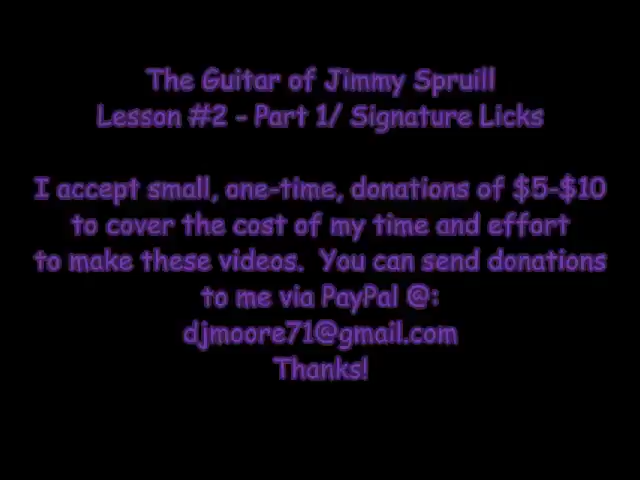 The Guitar of Jimmy Spruill
Lesson #2 - Part 1/ Signature Licks
I accept small, one-time, donations of $5-$10
to cover the cost of my time and effort
to make these videos.  You can send donations
to me via PayPal @:
djmoore71@gmail.com
Thanks!